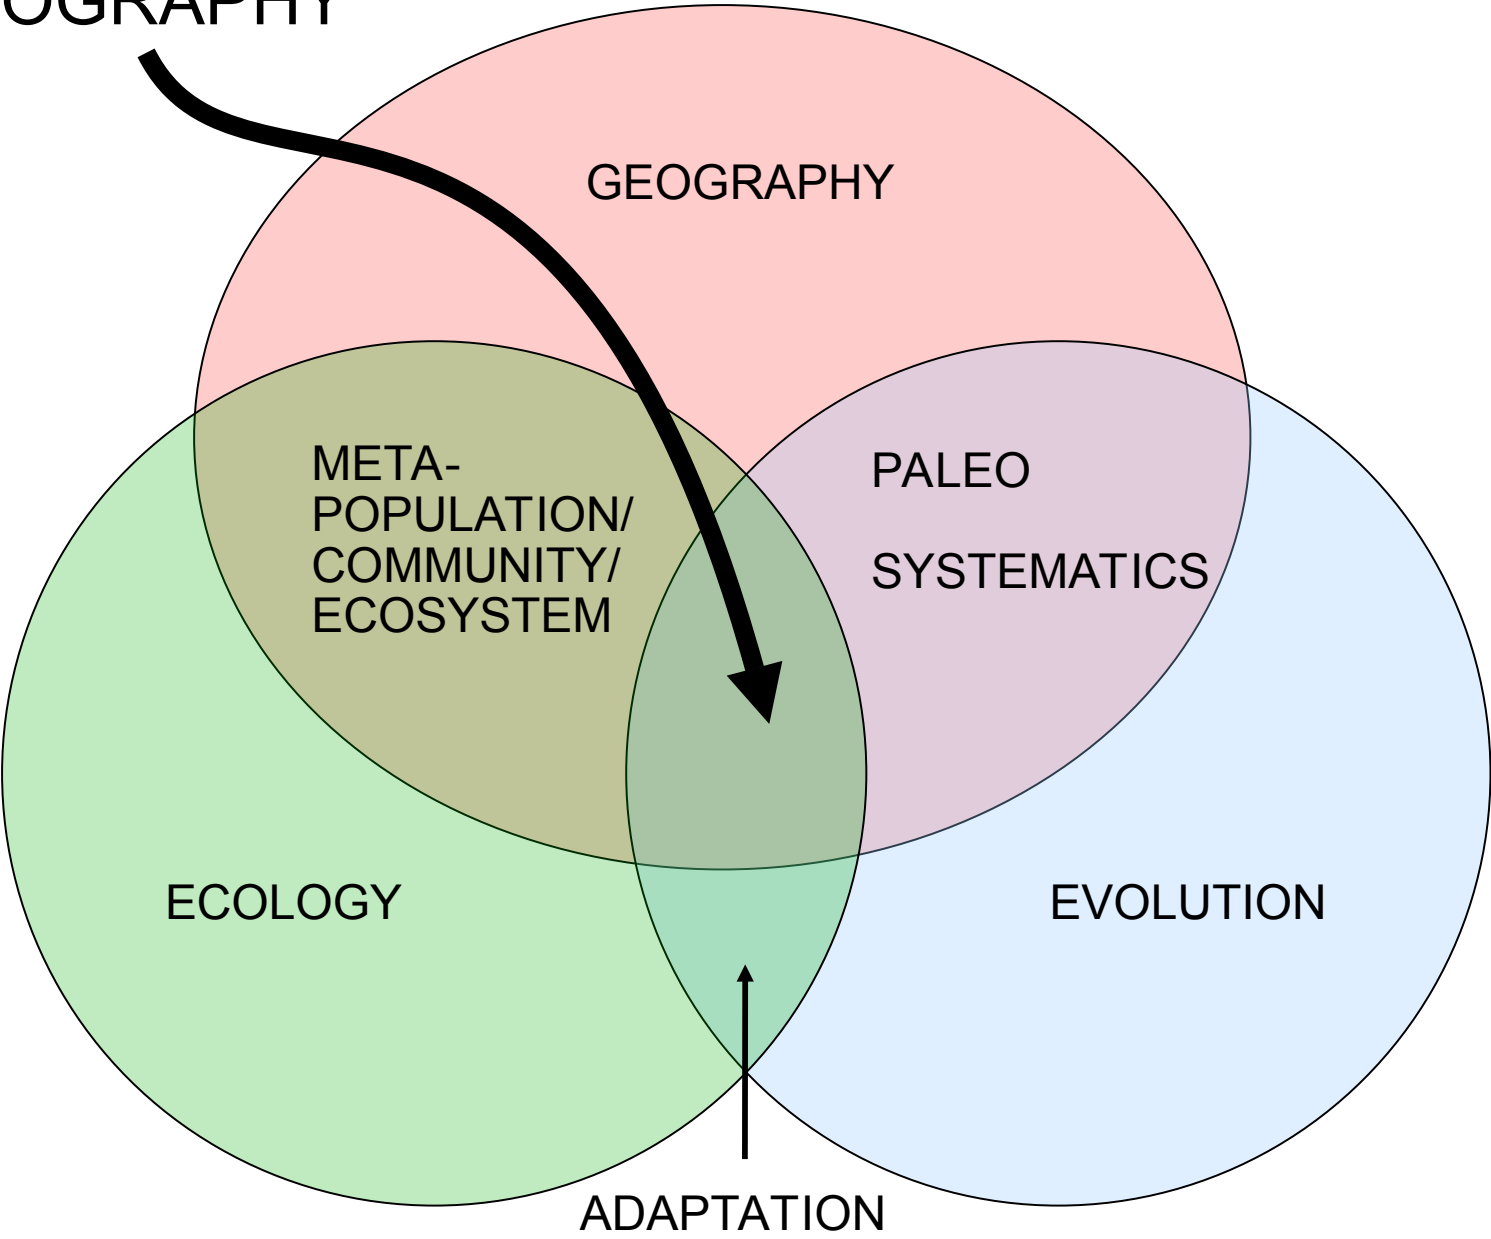 OGRAPHY
GEOGRAPHY
META-
POPULATION/
COMMUNITY/
ECOSYSTEM
PALEO
SYSTEMATICS
ECOLOGY
EVOLUTION
ADAPTATION